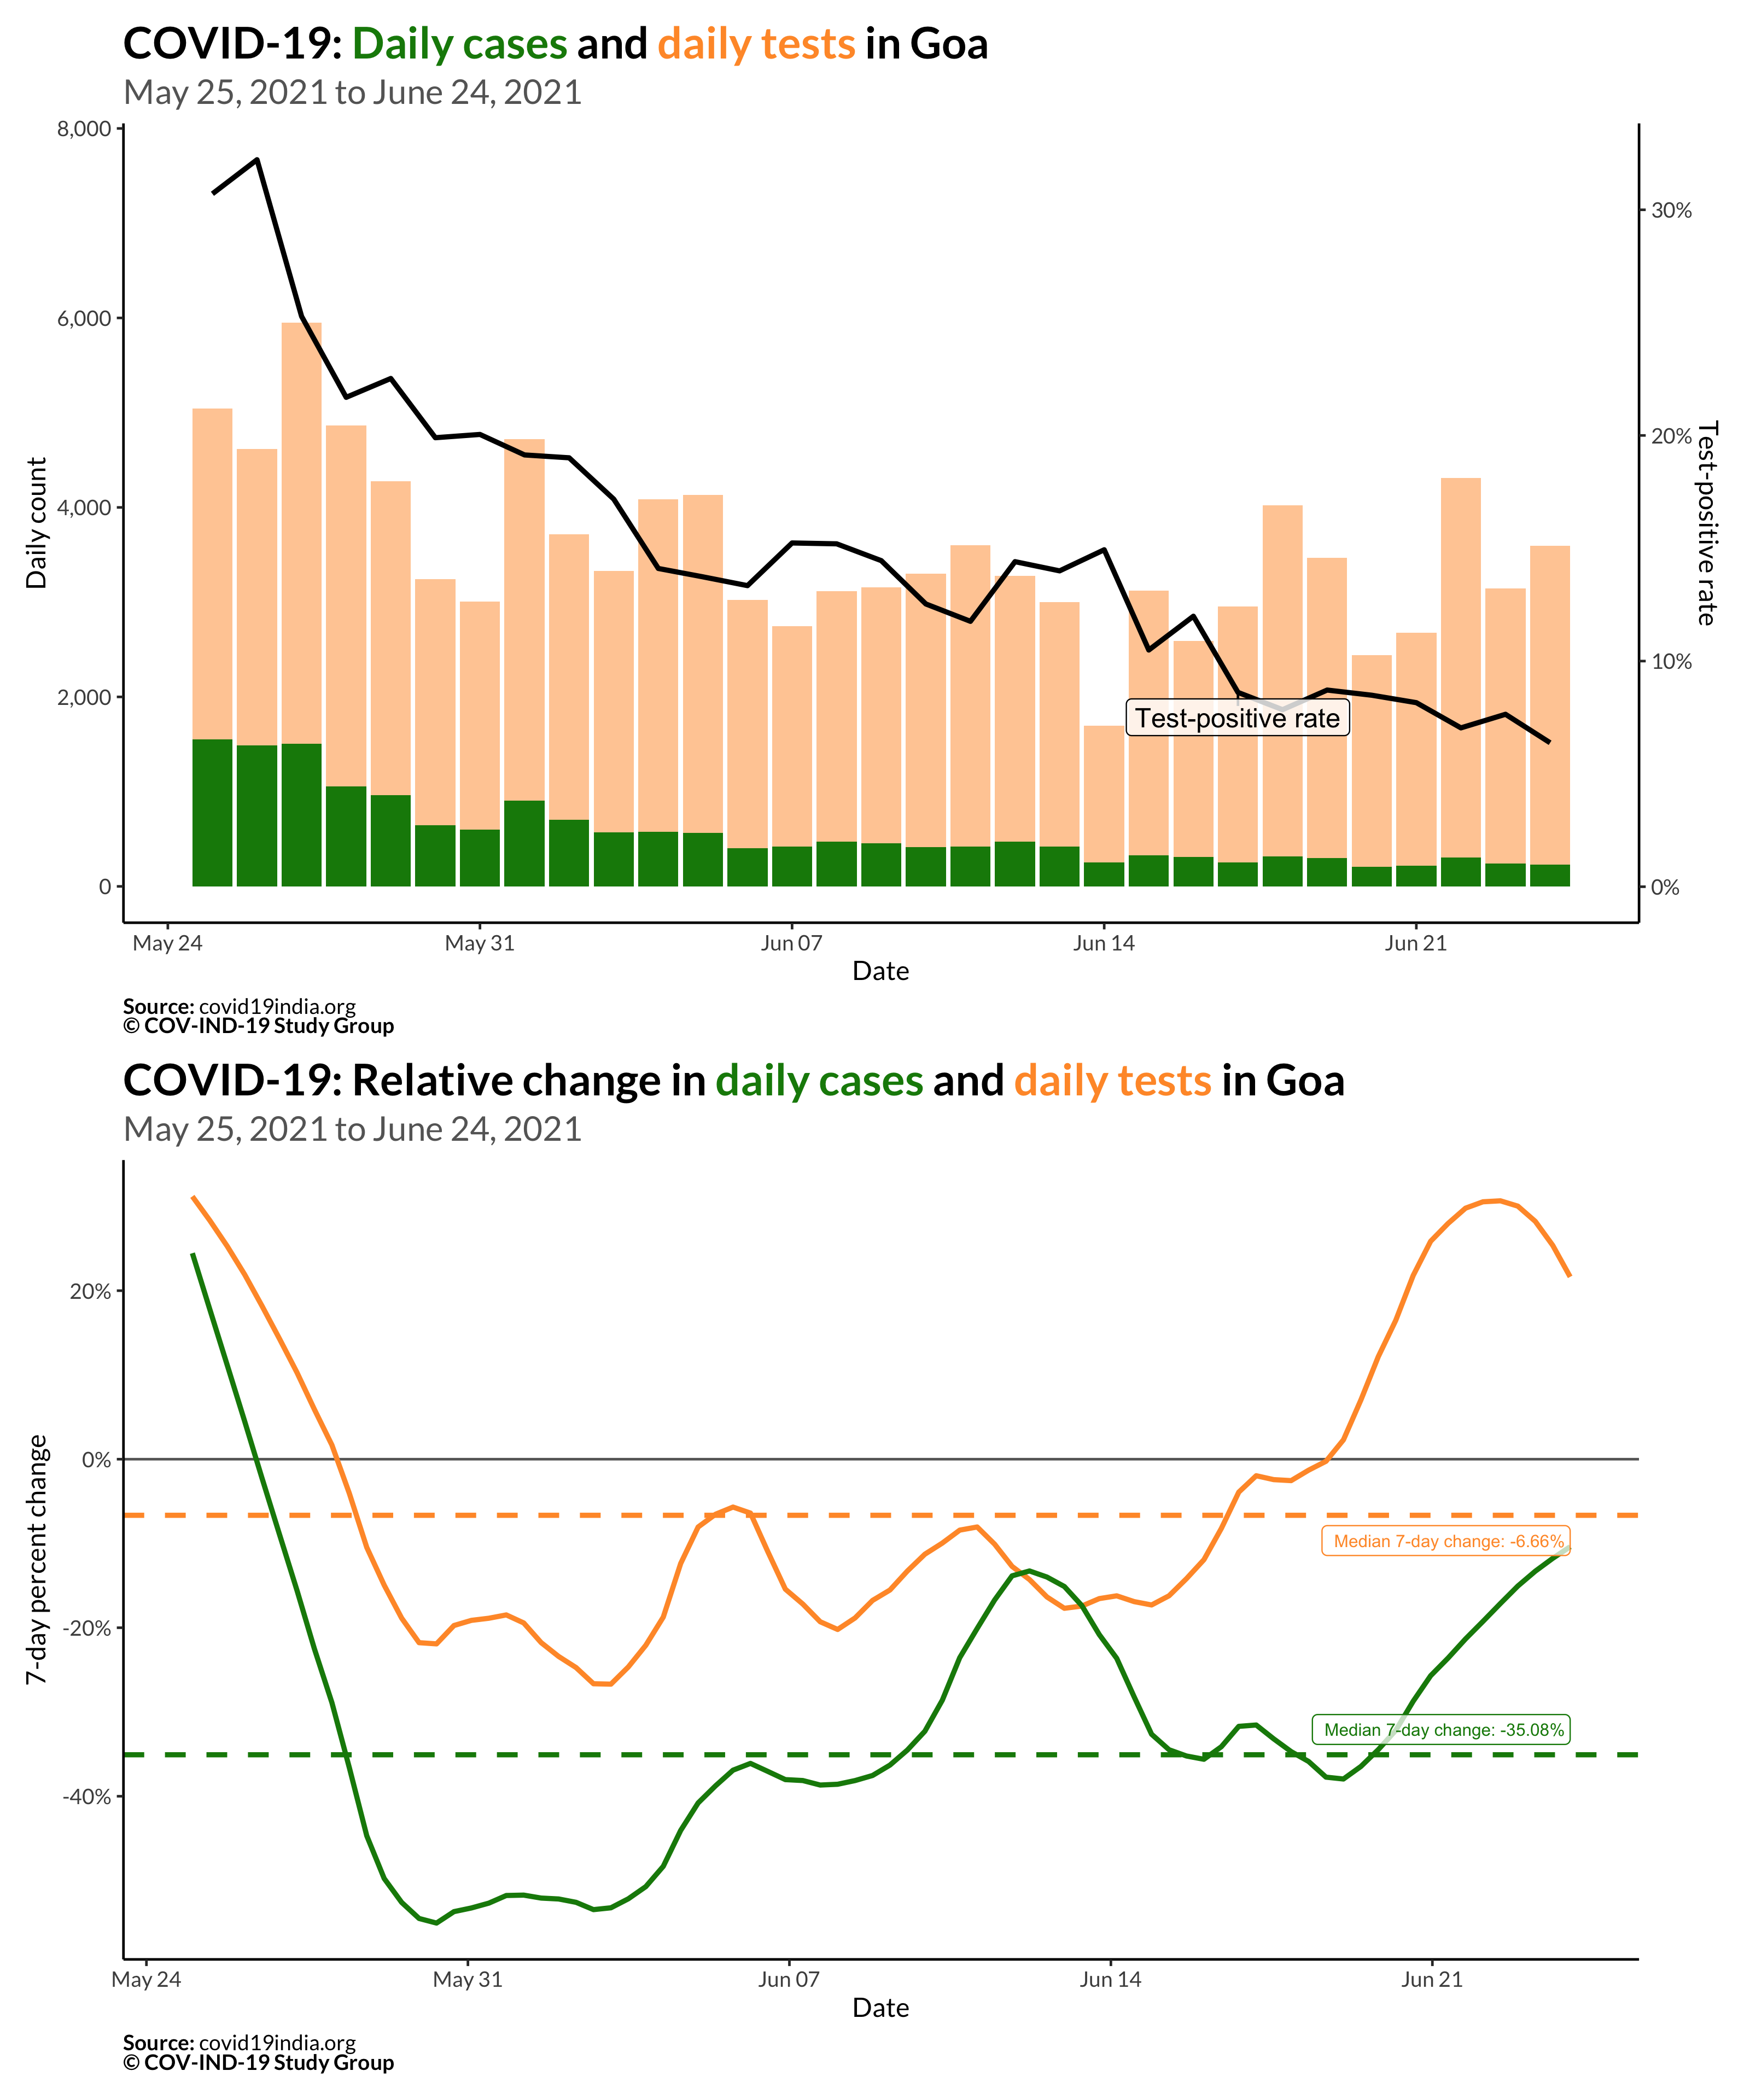 COVID-19: Daily cases and daily tests in Goa
May 25, 2021 to June 24, 2021
8,000
6,000
4,000
2,000
0
Daily count
30%
20%
10%
0%
Test-positive rate
Test-positive rate
May 24
May 31
Jun 07
Jun 14
Jun 21
Date
Source: covid19india.org
© COV-IND-19 Study Group
COVID-19: Relative change in daily cases and daily tests in Goa
May 25, 2021 to June 24, 2021
20%
0%
-20%
-40%
7-day percent change
Median 7-day change: -6.66%
Median 7-day change: -35.08%
May 24
May 31
Jun 07
Jun 14
Jun 21
Date
Source: covid19india.org
© COV-IND-19 Study Group